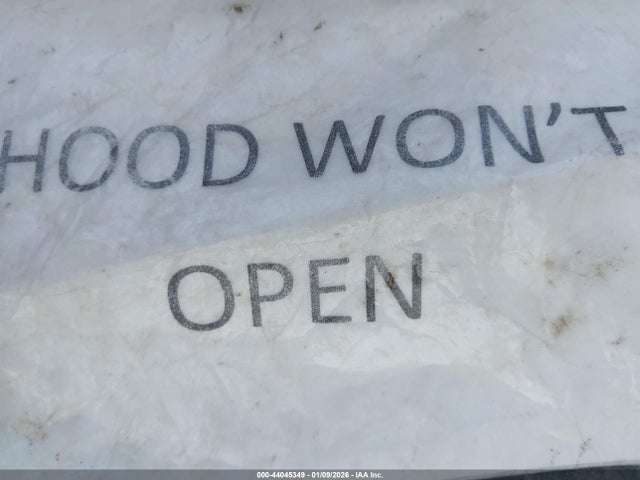 HOOD WON'T
OPEN
000-44045349 - 01/09/2026 - IAA Inc.